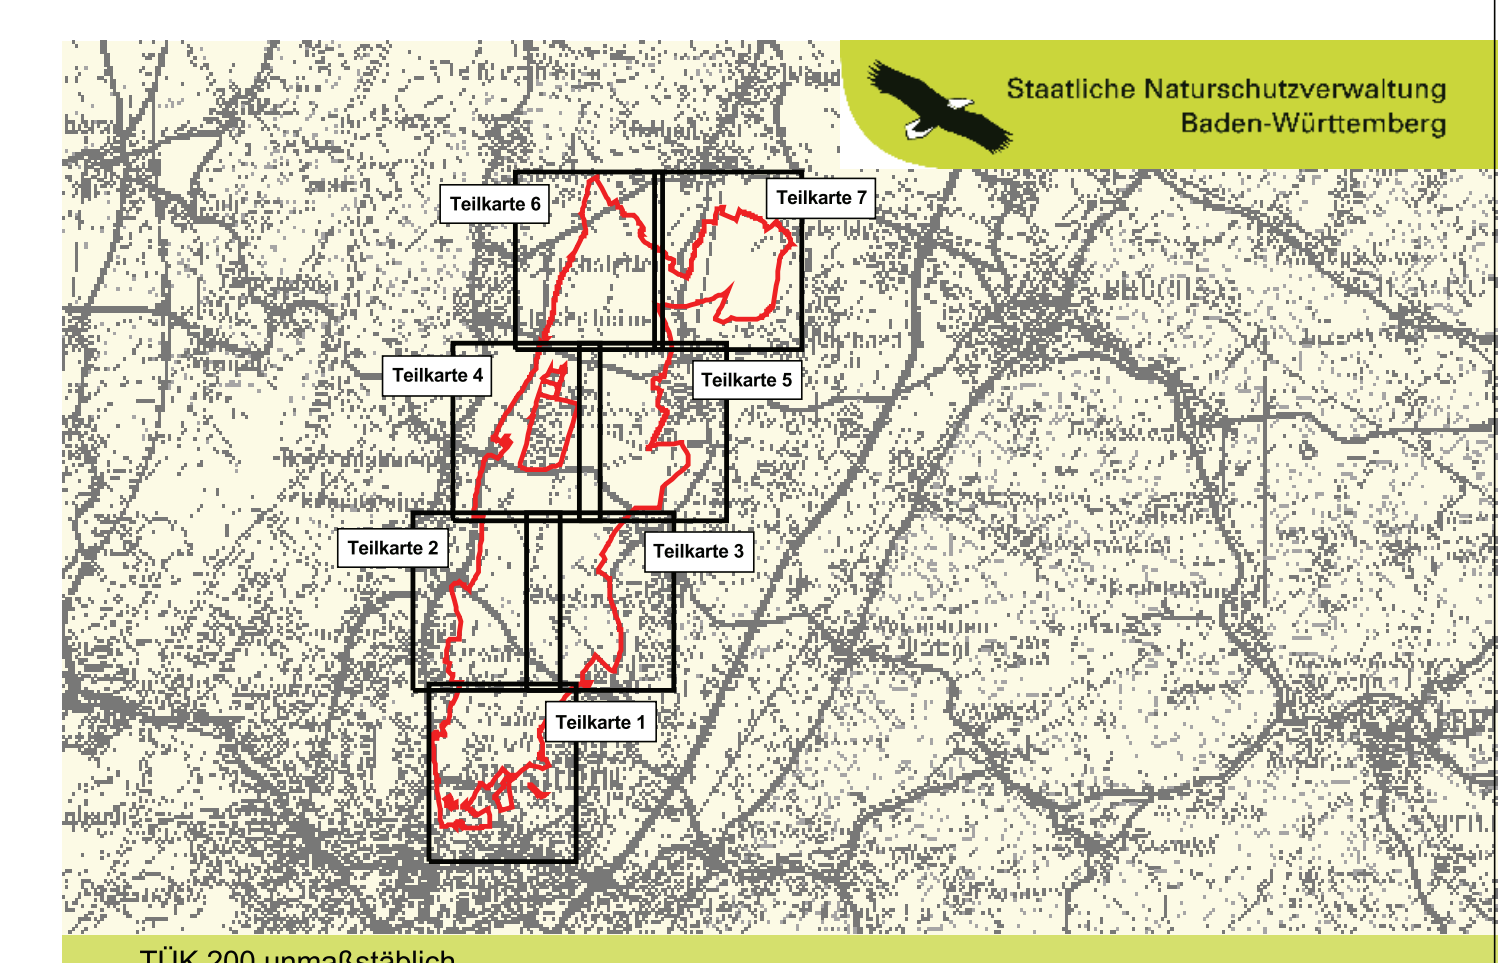 Staatliche Naturschutzverwaltung
Baden-Württemberg
Teilkarte 6
Teilkarte 7
Teilkarte 4
Teilkarte 5
Teilkarte 2
Teilkarte 3
Teilkarte 1
TÜK 200 unmaßstäblich